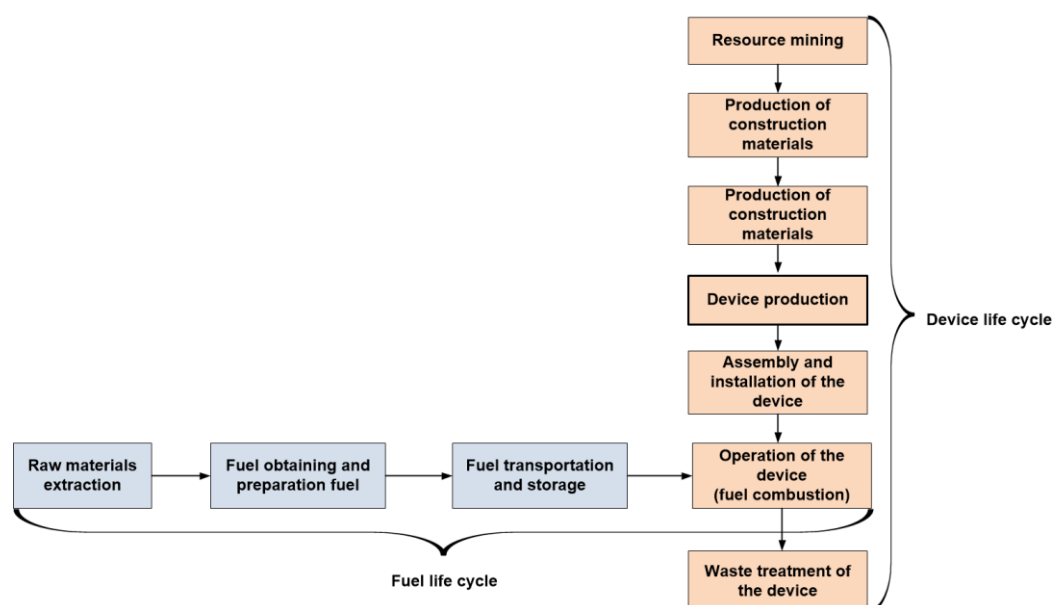 Resource mining
Production of
construction
materials
Production of
construction
materials
Device production
Device life cycle
Assembly and
installation of the
device
Raw materials
extraction
Fuel obtaining and
preparation fuel
Fuel transportation
and storage
Operation of the
device
(fuel combustion)
Fuel life cycle
Waste treatment of
the device